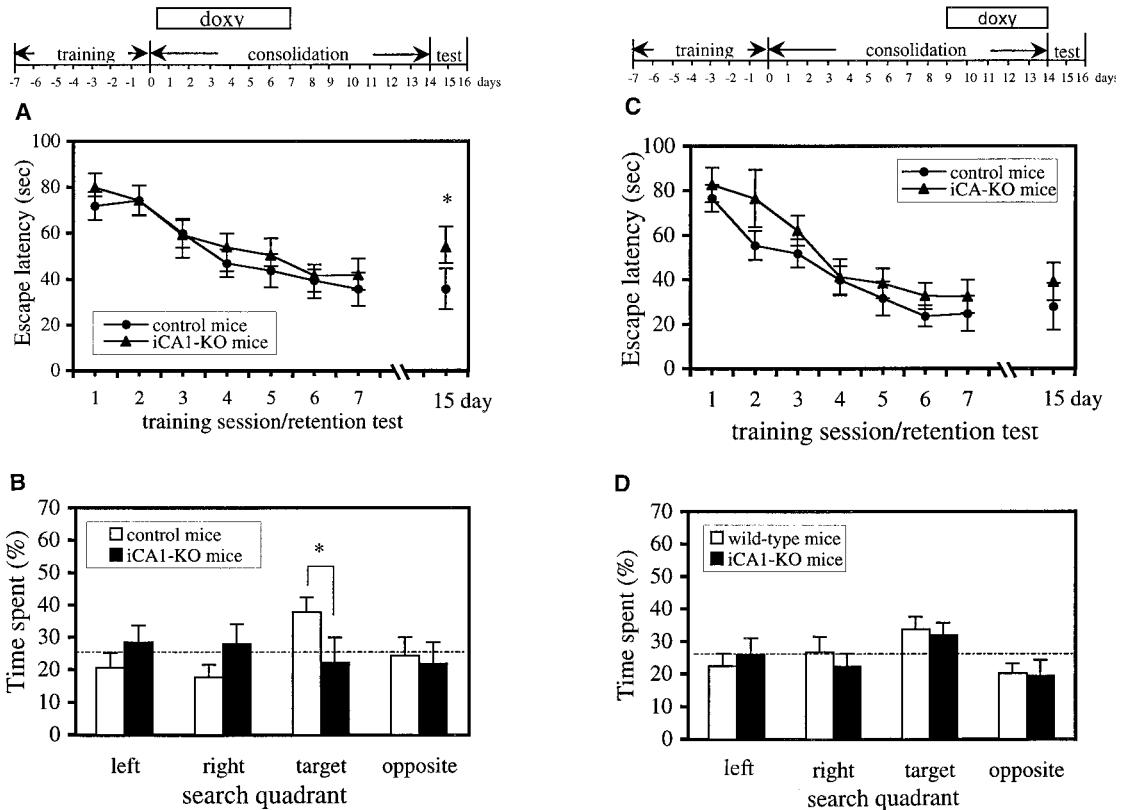 doxy
training
consolidation
test
-7 -6 -5 -4 -3 -2 -1 0 1 2 3 4 5 6 7 8 9 10 11 12 13 14 15 16 days
A
100
80
60
40
20
0
Escape latency (sec)
*
control mice
iCA1-KO mice
1 2 3 4 5 6 7 15 day
training session/retention test
B
70
60
50
40
30
20
10
0
Time spent (%)
control mice
iCA1-KO mice
*
left right target opposite
search quadrant
doxy
training
consolidation
test
-7 -6 -5 -4 -3 -2 -1 0 1 2 3 4 5 6 7 8 9 10 11 12 13 14 15 16 days
C
100
80
60
40
20
0
Escape latency (sec)
control mice
iCA-KO mice
1 2 3 4 5 6 7 15 day
training session/retention test
D
70
60
50
40
30
20
10
0
Time spent (%)
wild-type mice
iCA1-KO mice
left right target opposite
search quadrant